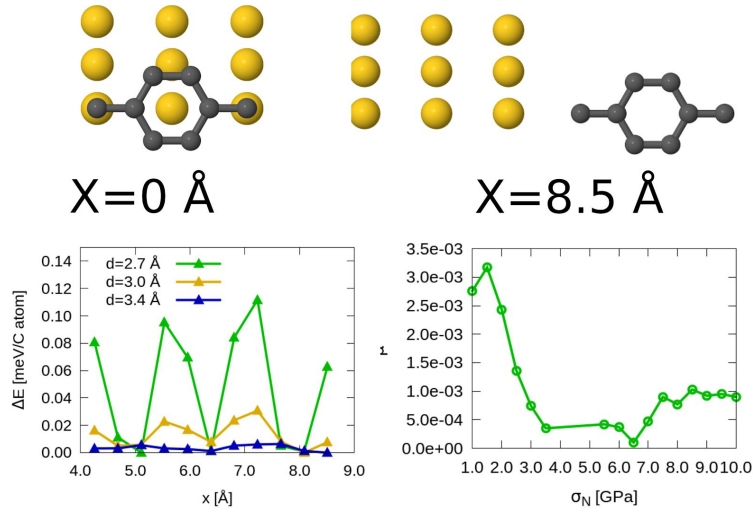 X=0 Å
X=8.5 Å
ΔE [meV/C atom]
0.14
0.12
0.10
0.08
0.06
0.04
0.02
0.00
d=2.7 Å
d=3.0 Å
d=3.4 Å
4.0 5.0 6.0 7.0 8.0 9.0
x [Å]
3.5e-03
3.0e-03
2.5e-03
2.0e-03
1.5e-03
1.0e-03
5.0e-04
0.0e+00
1.0 2.0 3.0 4.0 5.0 6.0 7.0 8.0 9.0 10.0
σN [GPa]